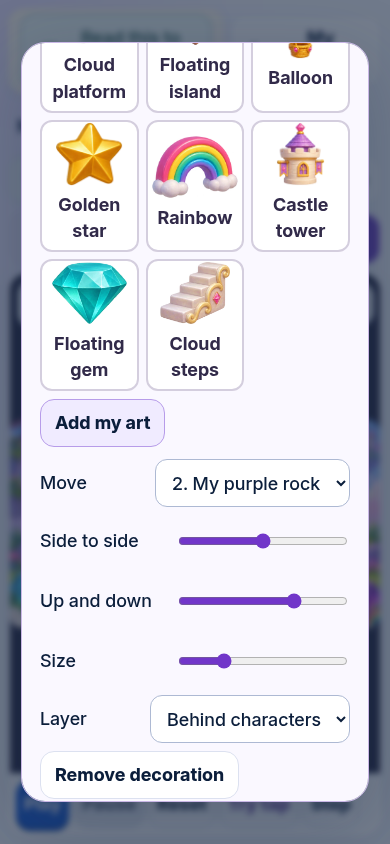 Cloud
platform
Floating
island
Balloon
Golden
star
Rainbow
Castle
tower
Floating
gem
Cloud
steps
Add my art
Move
2. My purple rock
Side to side
Up and down
Size
Layer
Behind characters
Remove decoration